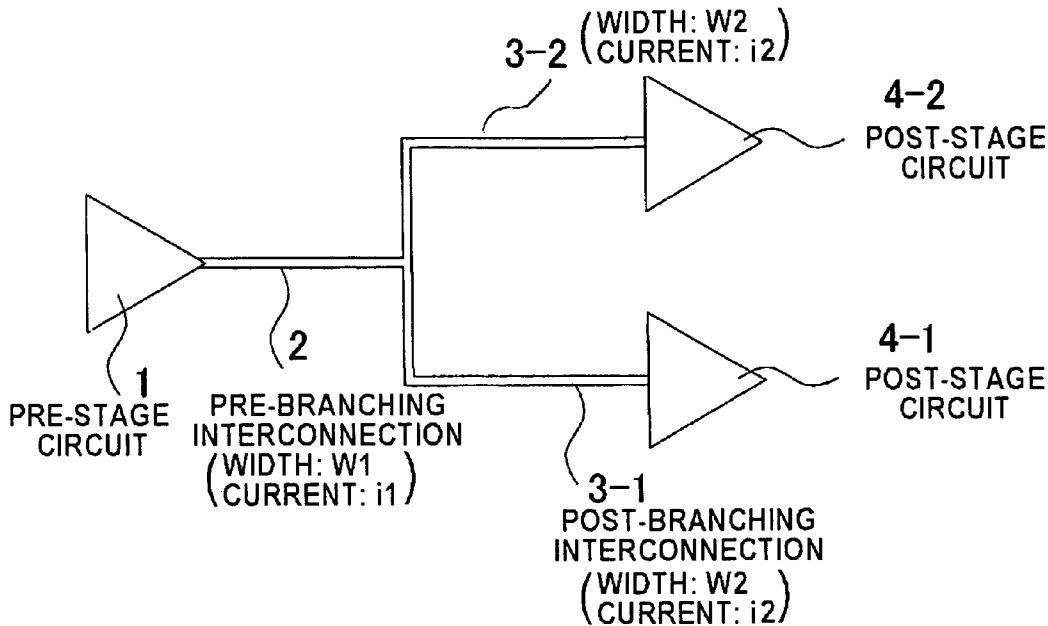 3-2
(WIDTH: W2
CURRENT: i2)
4-2
POST-STAGE
CIRCUIT
1
PRE-STAGE
CIRCUIT
2
PRE-BRANCHING
INTERCONNECTION
(WIDTH: W1
CURRENT: i1)
4-1
POST-STAGE
CIRCUIT
3-1
POST-BRANCHING
INTERCONNECTION
(WIDTH: W2
CURRENT: i2)